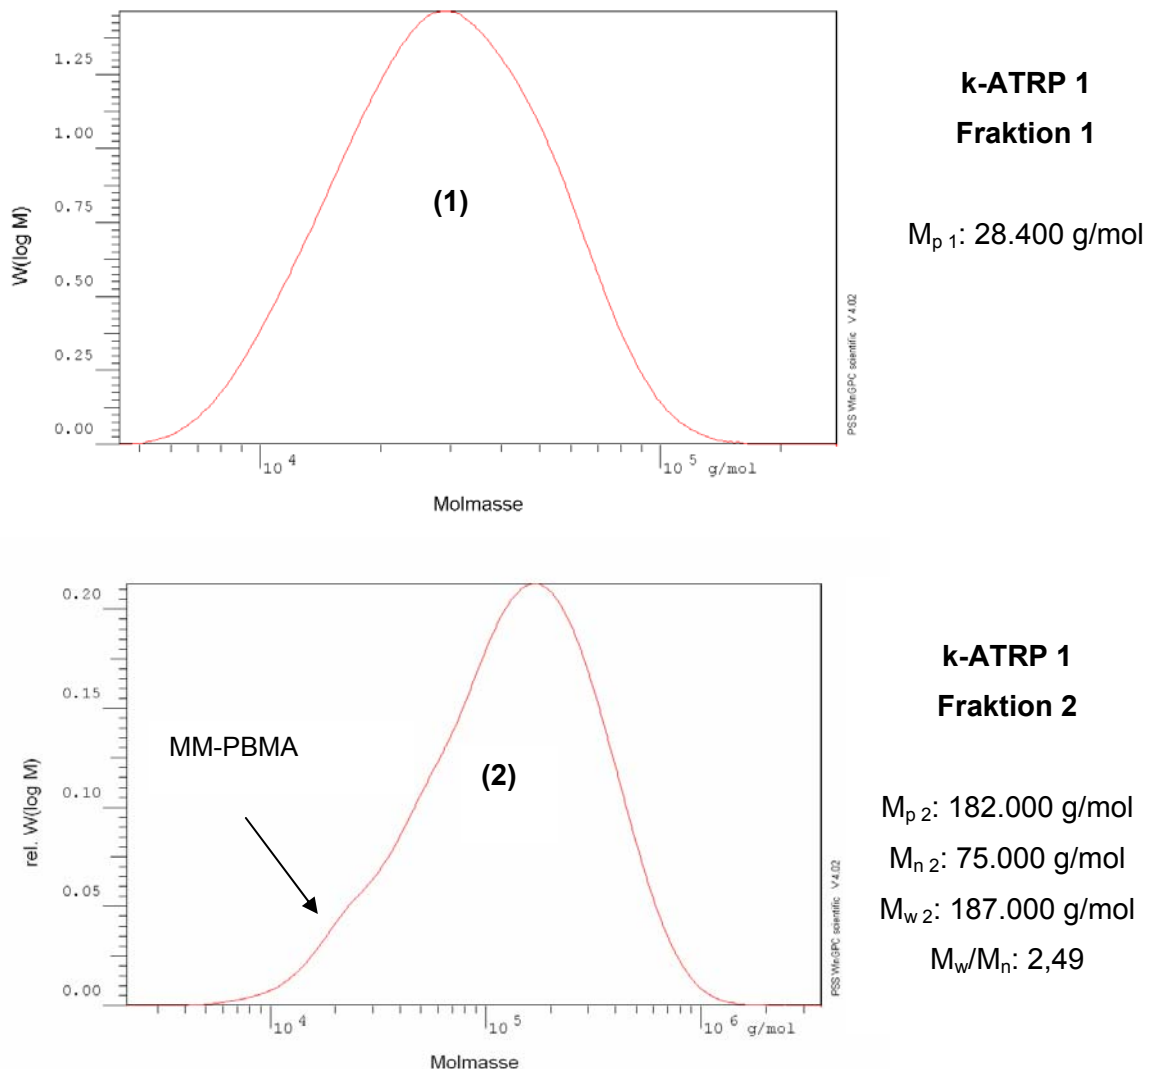 1.25
1.00
0.75
0.50
0.25
0.00
W(log M)
(1)
10 4
10 5 g/mol
Molmasse
PSS WinGPC scientific V 4.02
k-ATRP 1
Fraktion 1
Mp 1: 28.400 g/mol
0.20
0.15
0.10
0.05
0.00
rel. W(log M)
MM-PBMA
(2)
10 4
10 5
10 6 g/mol
Molmasse
PSS WinGPC scientific V 4.02
k-ATRP 1
Fraktion 2
Mp 2: 182.000 g/mol
Mn 2: 75.000 g/mol
Mw 2: 187.000 g/mol
Mw/Mn: 2,49